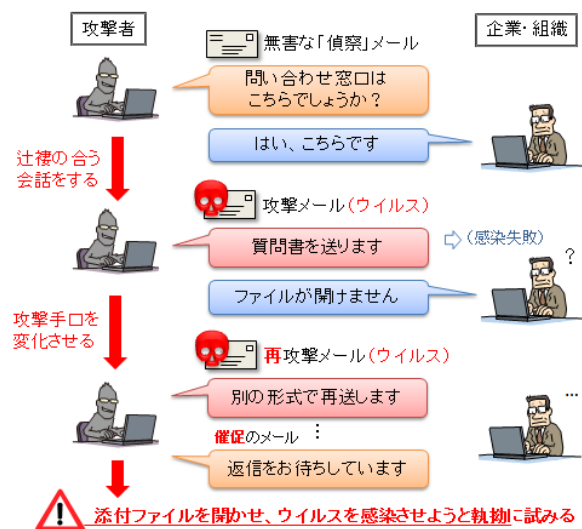 攻撃者
無害な「偵察」メール
企業・組織
問い合わせ窓口は
こちらでしょうか？
はい、こちらです
辻褄の合う
会話をする
攻撃メール（ウイルス）
質問書を送ります
（感染失敗）
?
ファイルが開けません
攻撃手口を
変化させる
再攻撃メール（ウイルス）
別の形式で再送します
…
催促のメール
⋮
返信をお待ちしています
添付ファイルを開かせ、ウイルスを感染させようと執拗に試みる